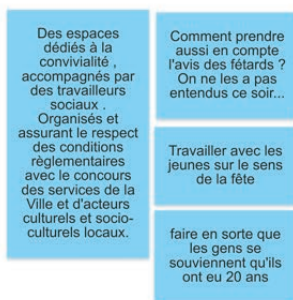 Des espaces
dédiés à la
convivialité ,
accompagnés par
des travailleurs
sociaux .
Organisés et
assurant le respect
des conditions
règlementaires
avec le concours
des services de la
Ville et d'acteurs
culturels et socio-
culturels locaux.
Comment prendre
aussi en compte
l'avis des fétards ?
On ne les a pas
entendus ce soir...
Travailler avec les
jeunes sur le sens
de la fête
faire en sorte que
les gens se
souviennent qu'ils
ont eu 20 ans